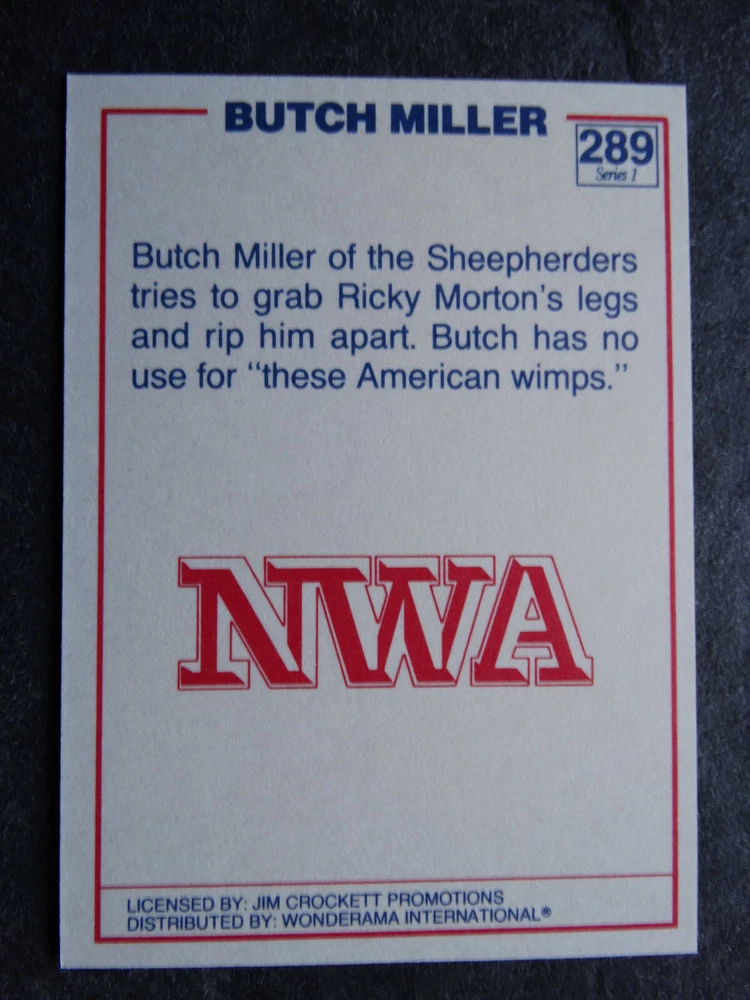 BUTCH MILLER
289
Series 1
Butch Miller of the Sheepherders
tries to grab Ricky Morton's legs
and rip him apart. Butch has no
use for “these American wimps.”
NWA
LICENSED BY: JIM CROCKETT PROMOTIONS
DISTRIBUTED BY: WONDERAMA INTERNATIONAL®